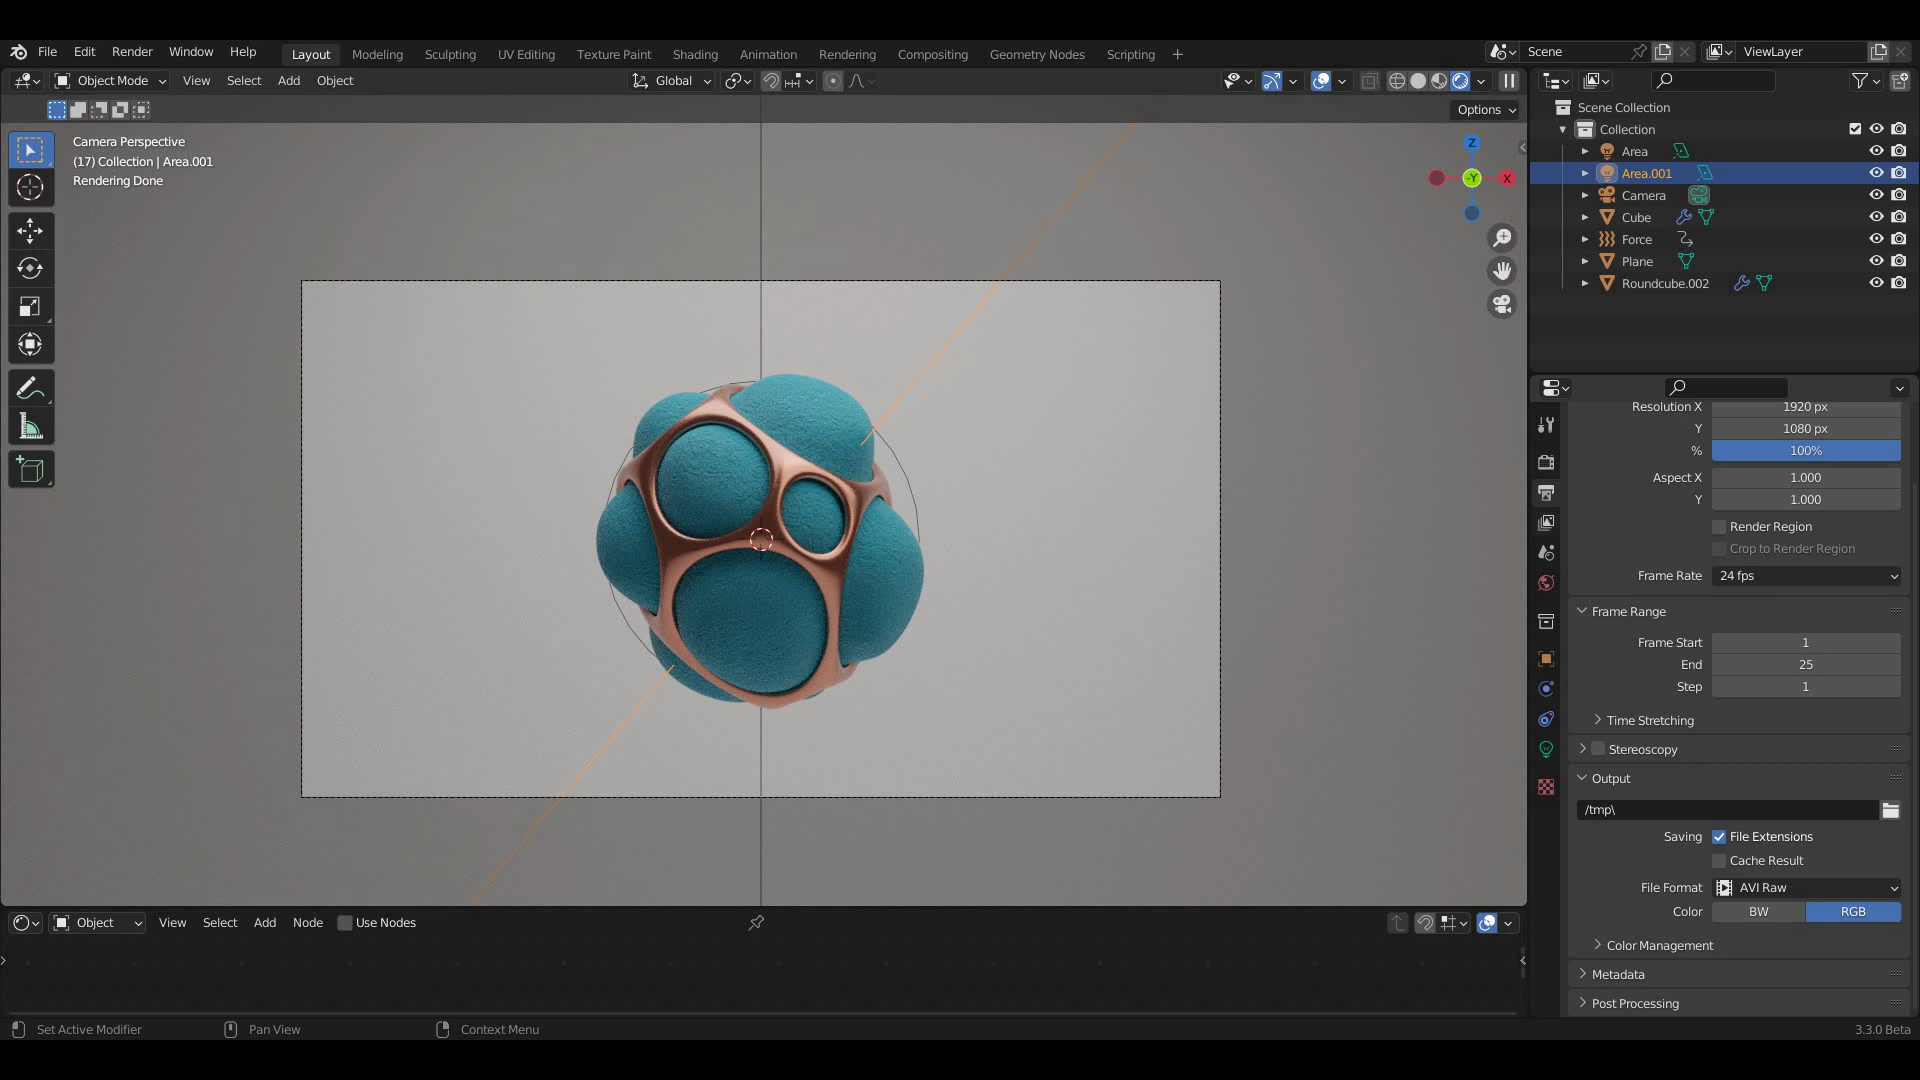 File Edit Render Window Help Layout Modeling Sculpting UV Editing Texture Paint Shading Animation Rendering Compositing Geometry Nodes Scripting + Scene ViewLayer
Object Mode View Select Add Object Global
Options
Camera Perspective
(17) Collection | Area.001
Rendering Done
Z
-Y
X
Scene Collection
Collection
Area
Area.001
Camera
Cube
Force
Plane
Roundcube.002
Resolution X 1920 px
Y 1080 px
% 100%
Aspect X 1.000
Y 1.000
Render Region
Crop to Render Region
Frame Rate 24 fps
Frame Range
Frame Start 1
End 25
Step 1
Time Stretching
Stereoscopy
Output
/tmp\
Saving File Extensions
Cache Result
File Format AVI Raw
Color BW RGB
Color Management
Metadata
Post Processing
Object View Select Add Node Use Nodes
Set Active Modifier Pan View Context Menu 3.3.0 Beta